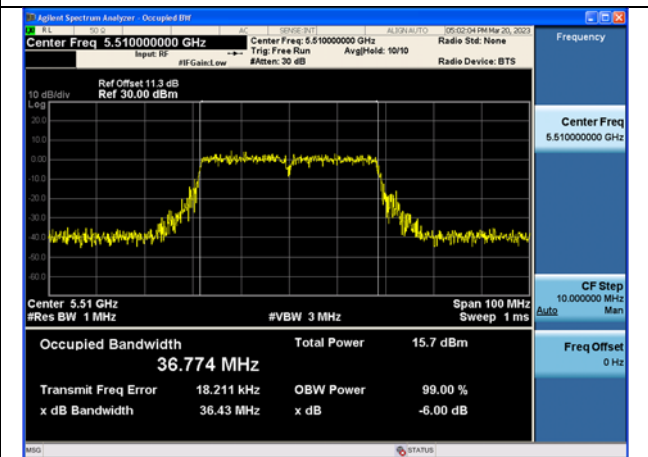 Agilent Spectrum Analyzer - Occupied BW
RL 50 Ω AC SENSE:INT ALIGN AUTO 05:02:04 PM Mar 20, 2023
Center Freq 5.510000000 GHz
Input: RF
#IFGain:Low
Center Freq: 5.510000000 GHz
Trig: Free Run Avg|Hold: 10/10
#Atten: 30 dB
Radio Std: None
Radio Device: BTS
Frequency
Ref Offset 11.3 dB
10 dB/div Ref 30.00 dBm
Log
20.0
10.0
0.00
-10.0
-20.0
-30.0
-40.0
-50.0
-60.0
Center Freq
5.510000000 GHz
Center 5.51 GHz Span 100 MHz
#Res BW 1 MHz #VBW 3 MHz Sweep 1 ms
CF Step
10.000000 MHz
Auto Man
Occupied Bandwidth Total Power 15.7 dBm
36.774 MHz
Transmit Freq Error 18.211 kHz OBW Power 99.00 %
x dB Bandwidth 36.43 MHz x dB -6.00 dB
Freq Offset
0 Hz
MSG STATUS